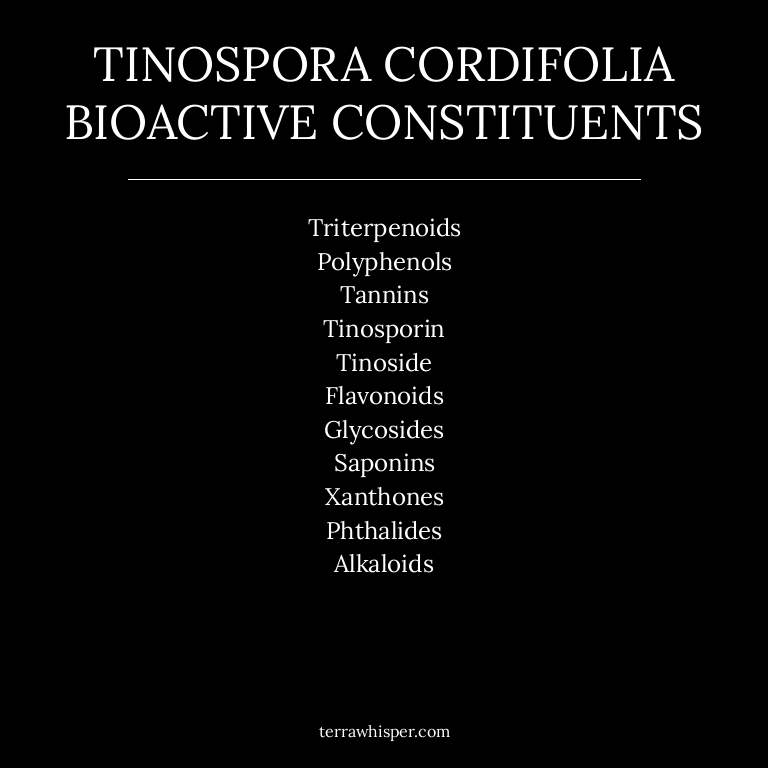 TINOSPORA CORDIFOLIA
BIOACTIVE CONSTITUENTS
Triterpenoids
Polyphenols
Tannins
Tinosporin
Tinoside
Flavonoids
Glycosides
Saponins
Xanthones
Phthalides
Alkaloids
terrawhisper.com